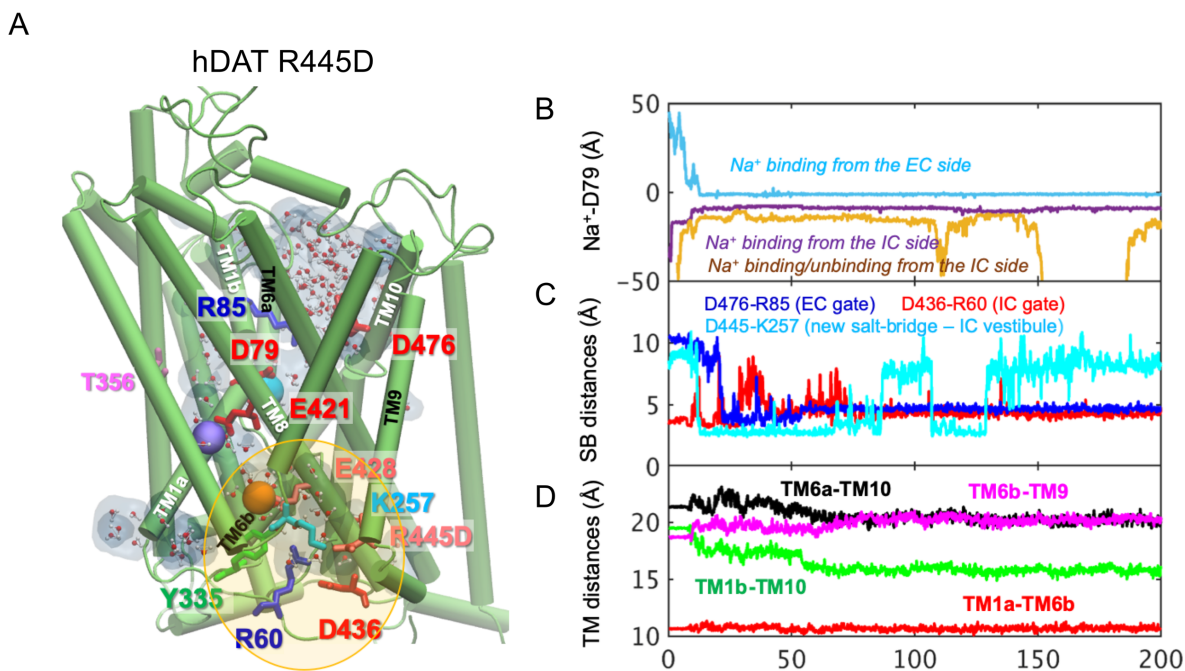 A
hDAT R445D
TM1b
TM6a
TM10
R85
D79
D476
T356
E421
TM8
TM9
TM1a
E428
K257
TM6b
R445D
Y335
R60
D436
B
Na⁺-D79 (Å)
50
0
−50
Na⁺ binding from the EC side
Na⁺ binding from the IC side
Na⁺ binding/unbinding from the IC side
C
SB distances (Å)
10
5
0
D476-R85 (EC gate)
D436-R60 (IC gate)
D445-K257 (new salt-bridge – IC vestibule)
D
TM distances (Å)
20
15
10
TM6a-TM10
TM6b-TM9
TM1b-TM10
TM1a-TM6b
0 50 100 150 200